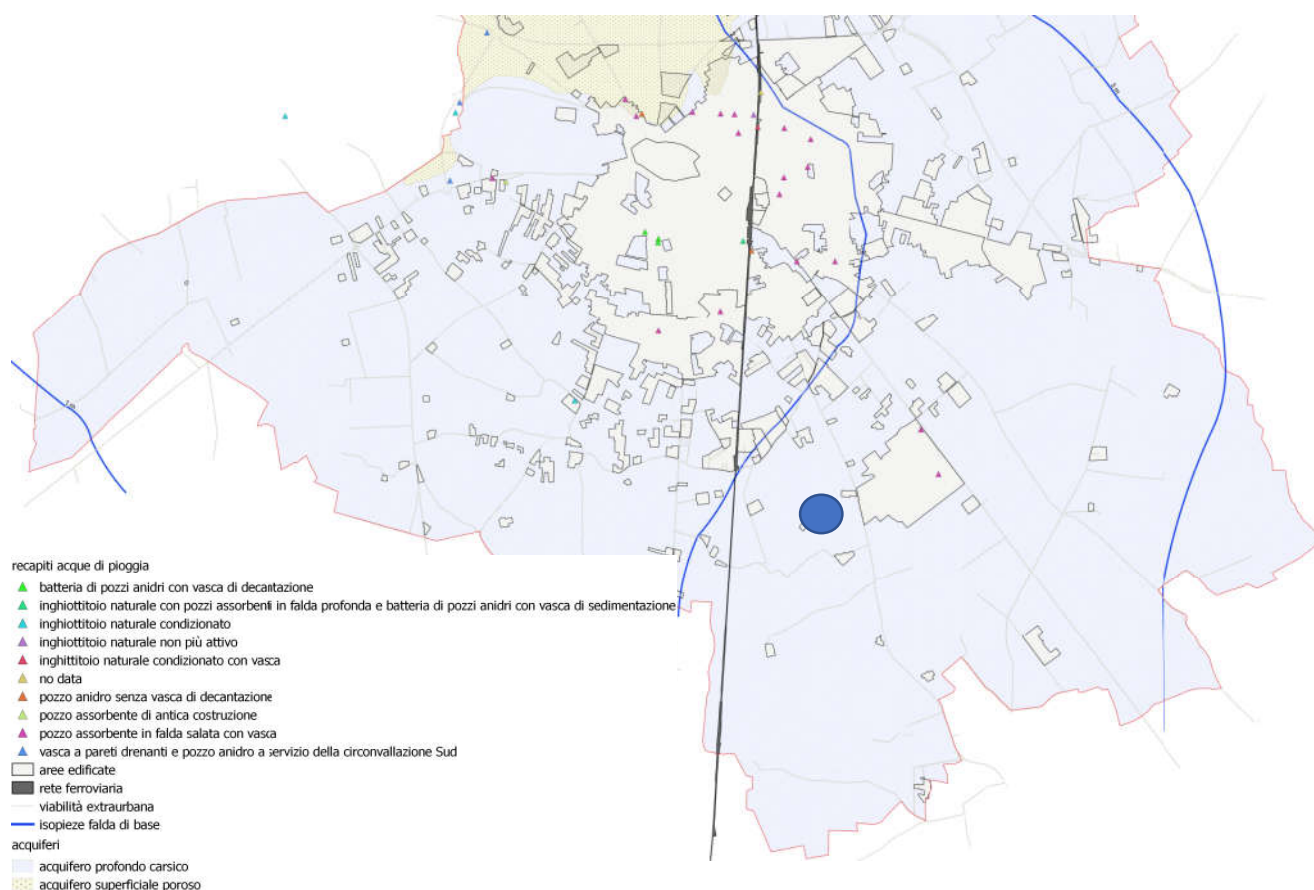 recapiti acque di pioggia
batteria di pozzi anidri con vasca di decantazione
inghiottitoio naturale con pozzi assorbenti in falda profonda e batteria di pozzi anidri con vasca di sedimentazione
inghiottitoio naturale condizionato
inghiottitoio naturale non più attivo
inghittitoio naturale condizionato con vasca
no data
pozzo anidro senza vasca di decantazione
pozzo assorbente di antica costruzione
pozzo assorbente in falda salata con vasca
vasca a pareti drenanti e pozzo anidro a servizio della circonvallazione Sud
aree edificate
rete ferroviaria
viabilità extraurbana
isopieze falda di base
acquiferi
acquifero profondo carsico
acquifero superficiale poroso